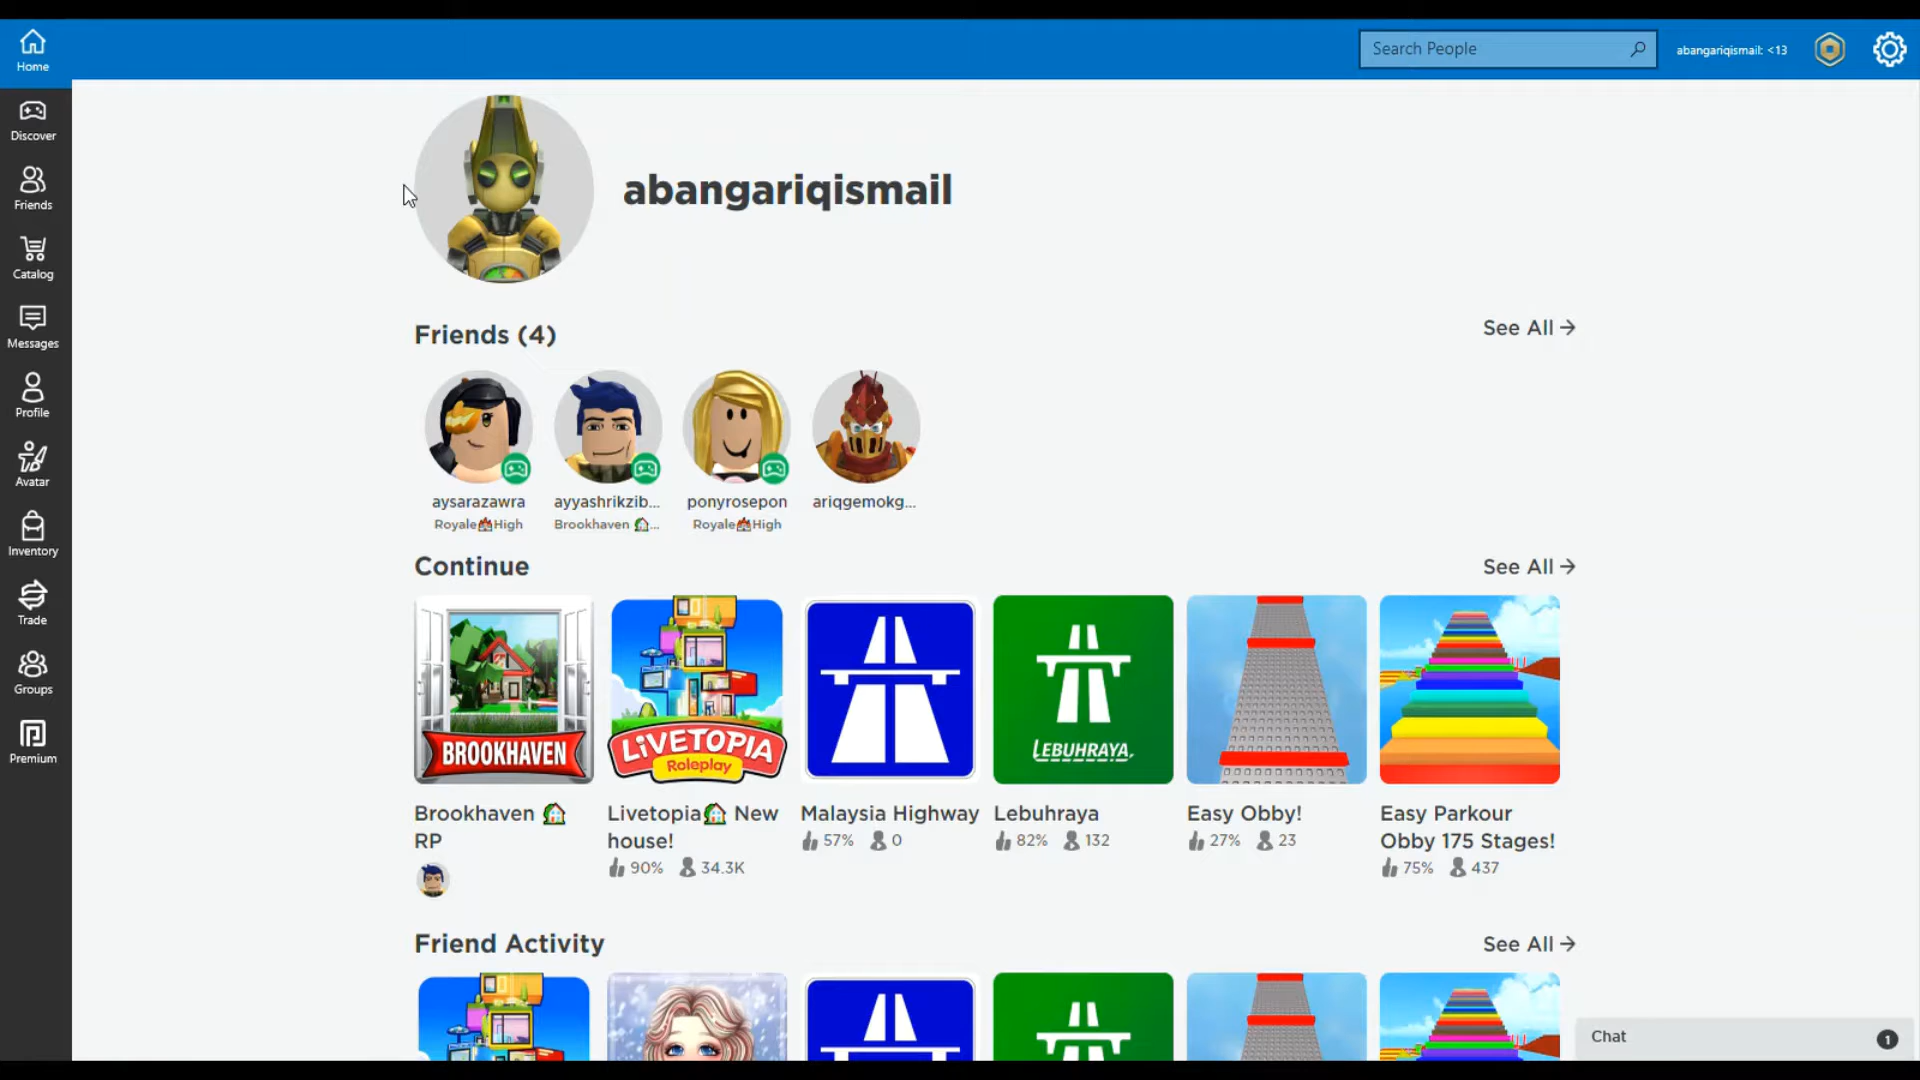 Home
Search People
abangariqismail: <13
Discover
Friends
Catalog
Messages
Profile
Avatar
Inventory
Trade
Groups
Premium
abangariqismail
Friends (4)
See All
aysarazawra
ayyashrikzib...
ponyrosepon
ariqgemokg...
Royale🏰High
Brookhaven 🏡...
Royale🏰High
Continue
See All
BROOKHAVEN
LIVETOPIA
Roleplay
LEBUHRAYA.
Brookhaven 🏡
RP
Livetopia🏡 New
house!
90%
34.3K
Malaysia Highway
57%
0
Lebuhraya
82%
132
Easy Obby!
27%
23
Easy Parkour
Obby 175 Stages!
75%
437
Friend Activity
See All
Chat
1